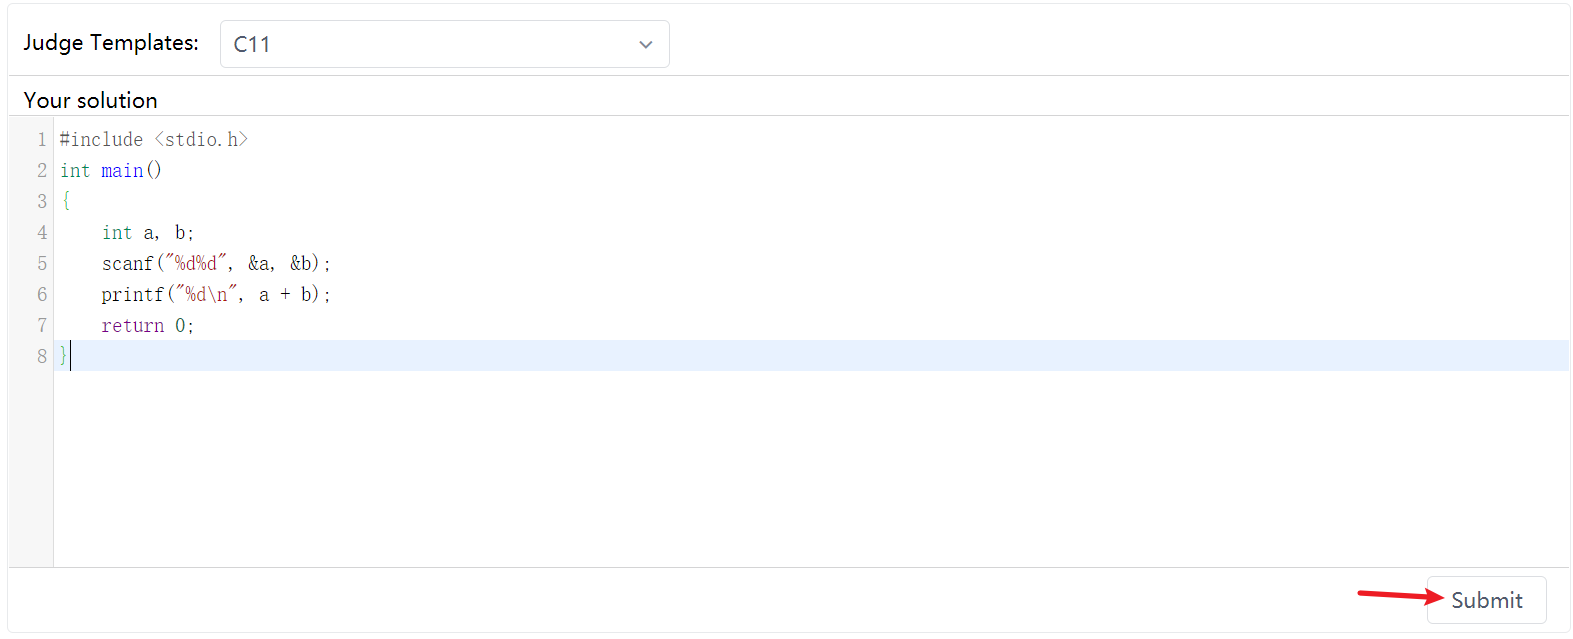 Judge Templates: C11
Your solution
1 #include <stdio.h>
2 int main()
3 {
4     int a, b;
5     scanf("%d%d", &a, &b);
6     printf("%d\n", a + b);
7     return 0;
8 }
Submit